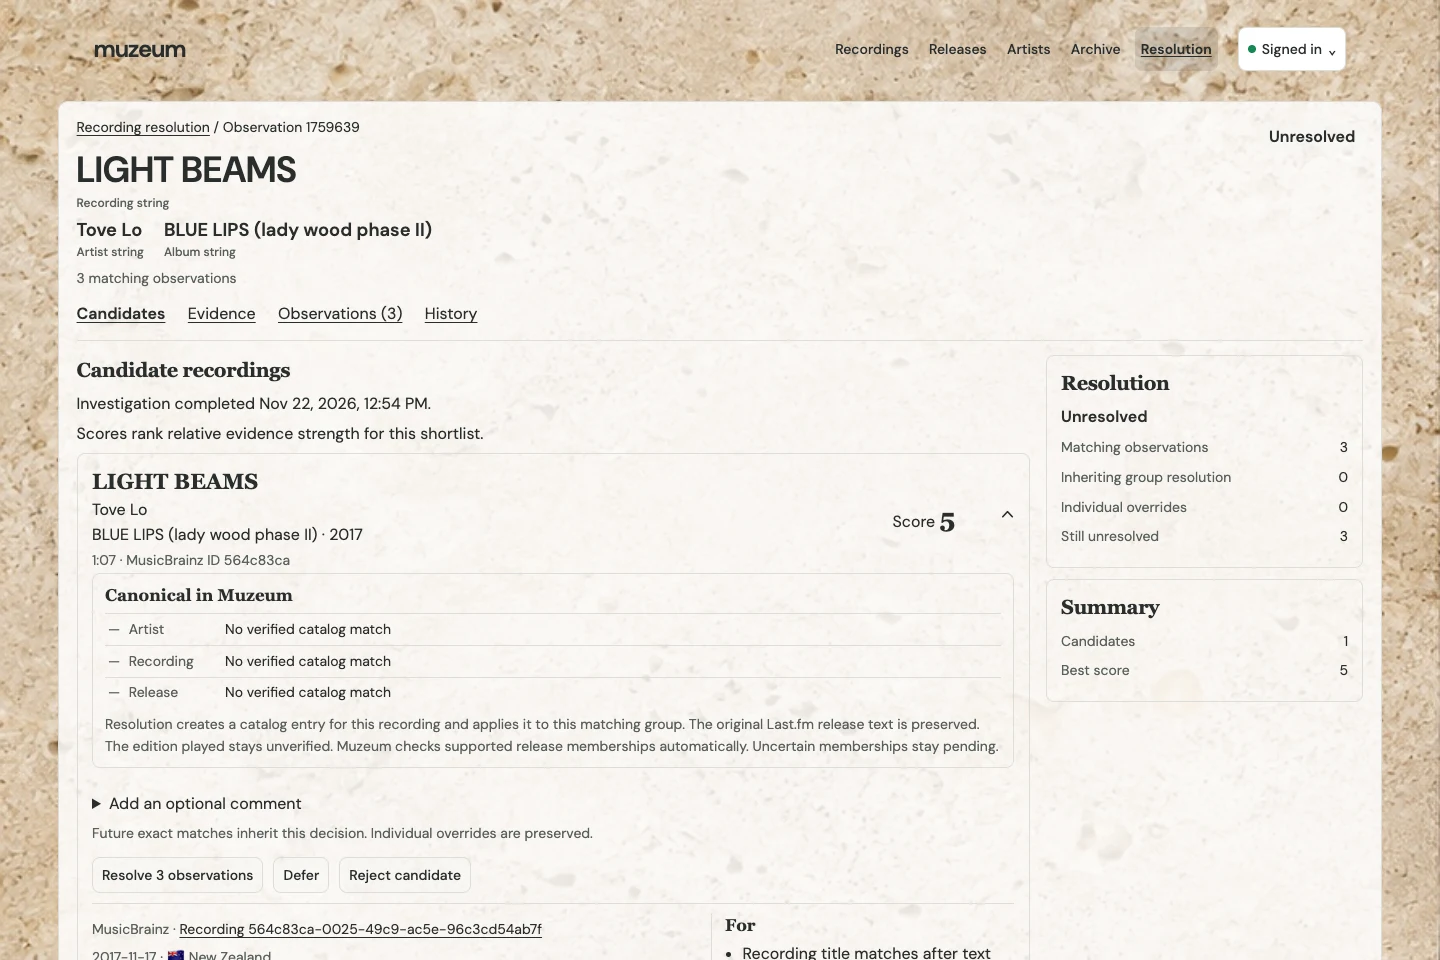 muzeum
Recordings Releases Artists Archive Resolution Signed in
Recording resolution / Observation 1759639
Unresolved
LIGHT BEAMS
Recording string
Tove Lo BLUE LIPS (lady wood phase II)
Artist string Album string
3 matching observations
Candidates Evidence Observations (3) History
Candidate recordings
Investigation completed Nov 22, 2026, 12:54 PM.
Scores rank relative evidence strength for this shortlist.
LIGHT BEAMS
Tove Lo
BLUE LIPS (lady wood phase II) · 2017
1:07 · MusicBrainz ID 564c83ca
Score 5
Canonical in Muzeum
— Artist No verified catalog match
— Recording No verified catalog match
— Release No verified catalog match
Resolution creates a catalog entry for this recording and applies it to this matching group. The original Last.fm release text is preserved.
The edition played stays unverified. Muzeum checks supported release memberships automatically. Uncertain memberships stay pending.
Add an optional comment
Future exact matches inherit this decision. Individual overrides are preserved.
Resolve 3 observations Defer Reject candidate
MusicBrainz · Recording 564c83ca-0025-49c9-ac5e-96c3cd54ab7f
2017-11-17 · 🇳🇿 New Zealand
For
• Recording title matches after text
Resolution
Unresolved
Matching observations 3
Inheriting group resolution 0
Individual overrides 0
Still unresolved 3
Summary
Candidates 1
Best score 5